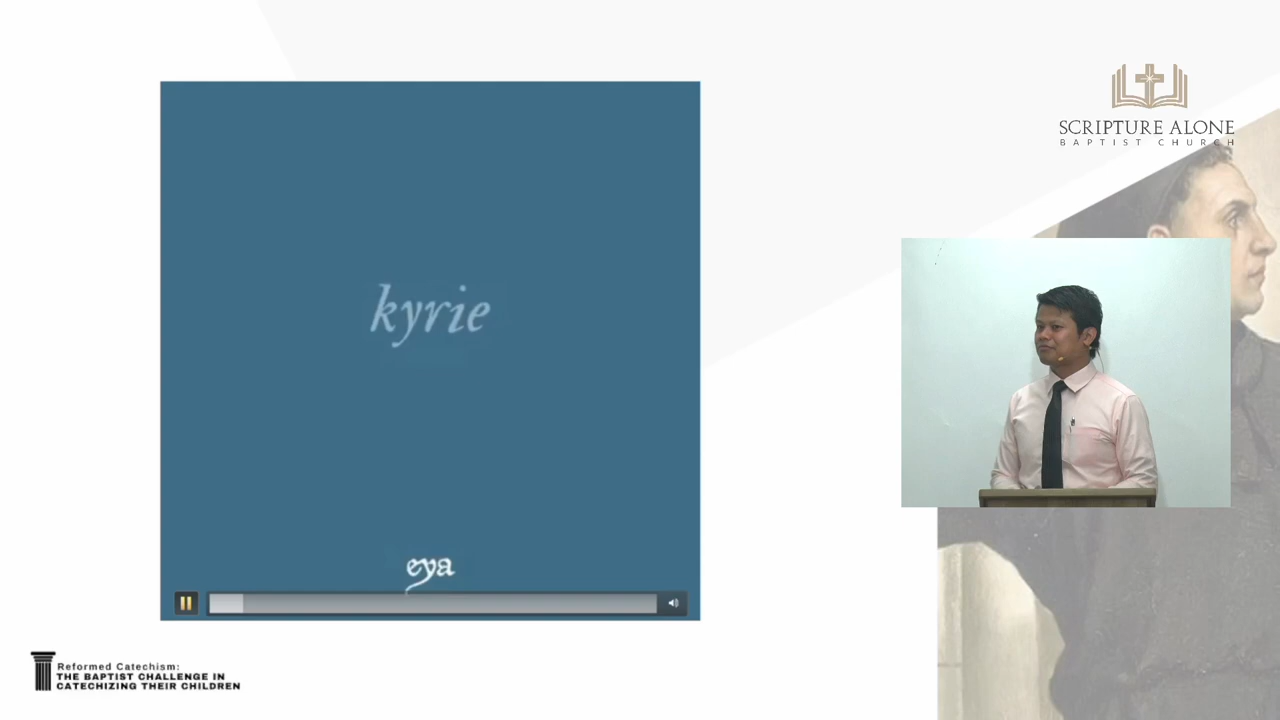 kyrie
eya
SCRIPTURE ALONE
BAPTIST CHURCH
Reformed Catechism:
THE BAPTIST CHALLENGE IN
CATECHIZING THEIR CHILDREN